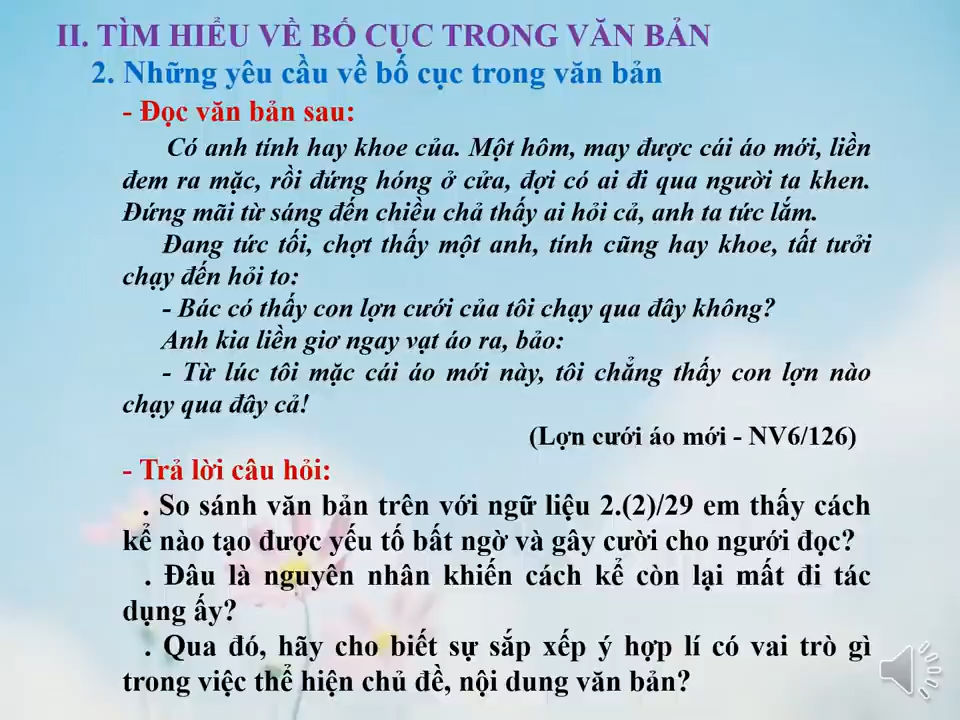 II. TÌM HIỂU VỀ BỐ CỤC TRONG VĂN BẢN
2. Những yêu cầu về bố cục trong văn bản
- Đọc văn bản sau:
Có anh tính hay khoe của. Một hôm, may được cái áo mới, liền
đem ra mặc, rồi đứng hóng ở cửa, đợi có ai đi qua người ta khen.
Đứng mãi từ sáng đến chiều chả thấy ai hỏi cả, anh ta tức lắm.
Đang tức tối, chợt thấy một anh, tính cũng hay khoe, tất tưởi
chạy đến hỏi to:
- Bác có thấy con lợn cưới của tôi chạy qua đây không?
Anh kia liền giơ ngay vạt áo ra, bảo:
- Từ lúc tôi mặc cái áo mới này, tôi chẳng thấy con lợn nào
chạy qua đây cả!
(Lợn cưới áo mới - NV6/126)
- Trả lời câu hỏi:
. So sánh văn bản trên với ngữ liệu 2.(2)/29 em thấy cách
kể nào tạo được yếu tố bất ngờ và gây cười cho ngưới đọc?
. Đâu là nguyên nhân khiến cách kể còn lại mất đi tác
dụng ấy?
. Qua đó, hãy cho biết sự sắp xếp ý hợp lí có vai trò gì
trong việc thể hiện chủ đề, nội dung văn bản?